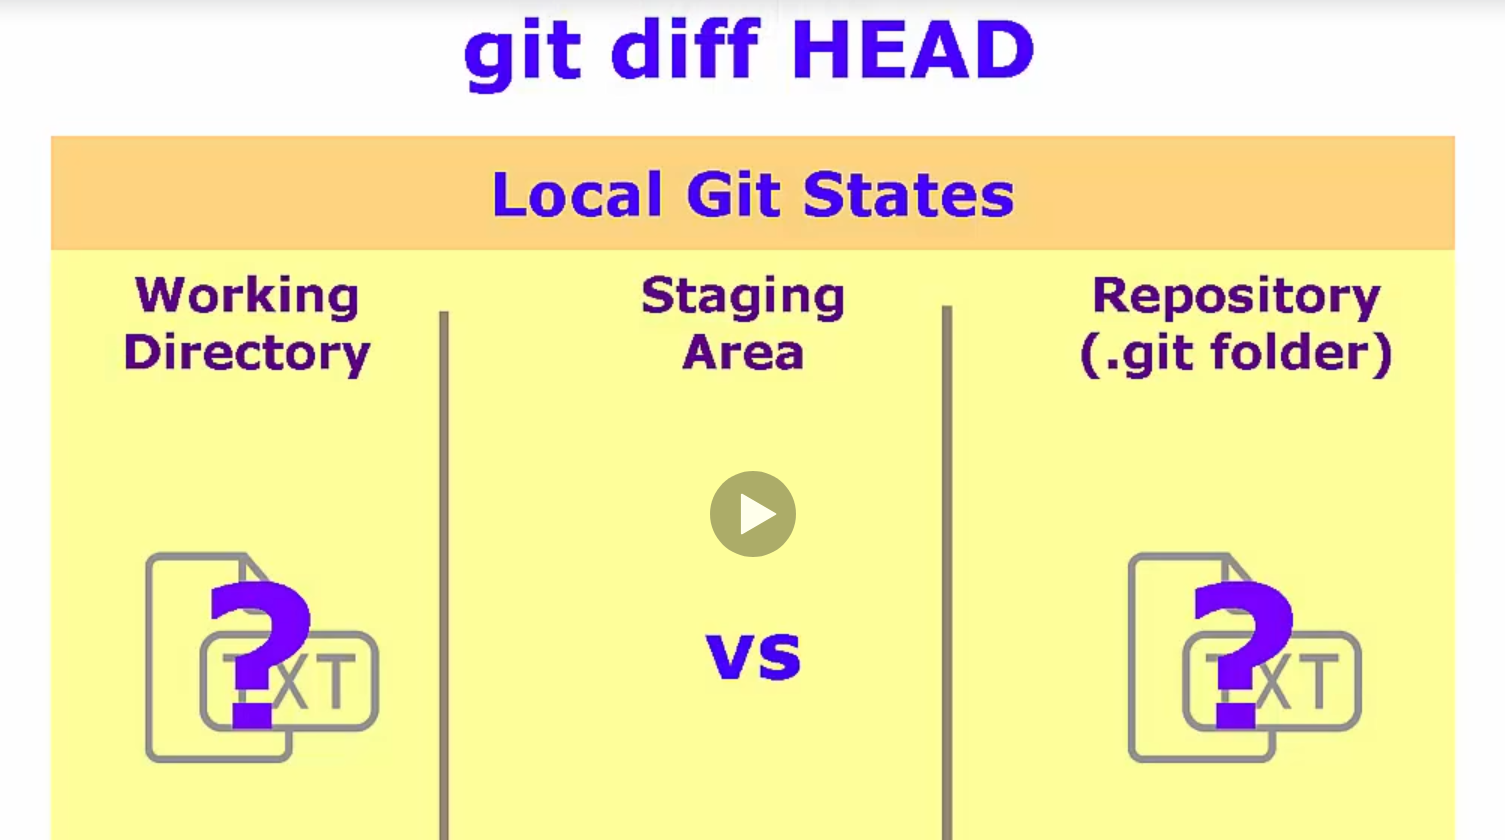 git diff HEAD
Local Git States
Working
Directory
Staging
Area
Repository
(.git folder)
?
TXT
vs
?
TXT